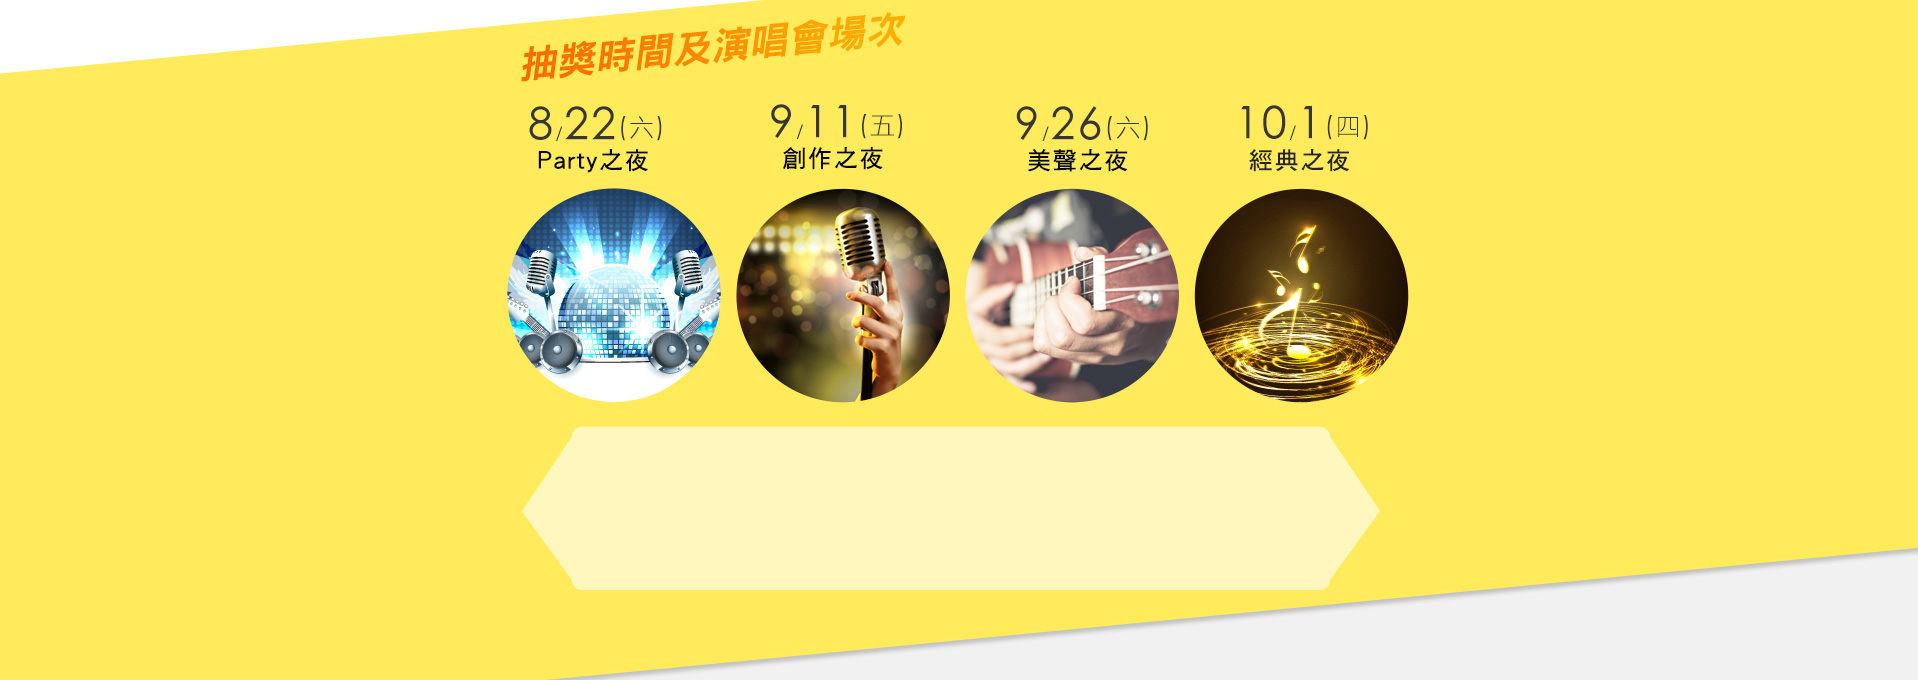 抽獎時間及演唱會場次
8/22(六)
Party之夜
9/11(五)
創作之夜
9/26(六)
美聲之夜
10/1(四)
經典之夜